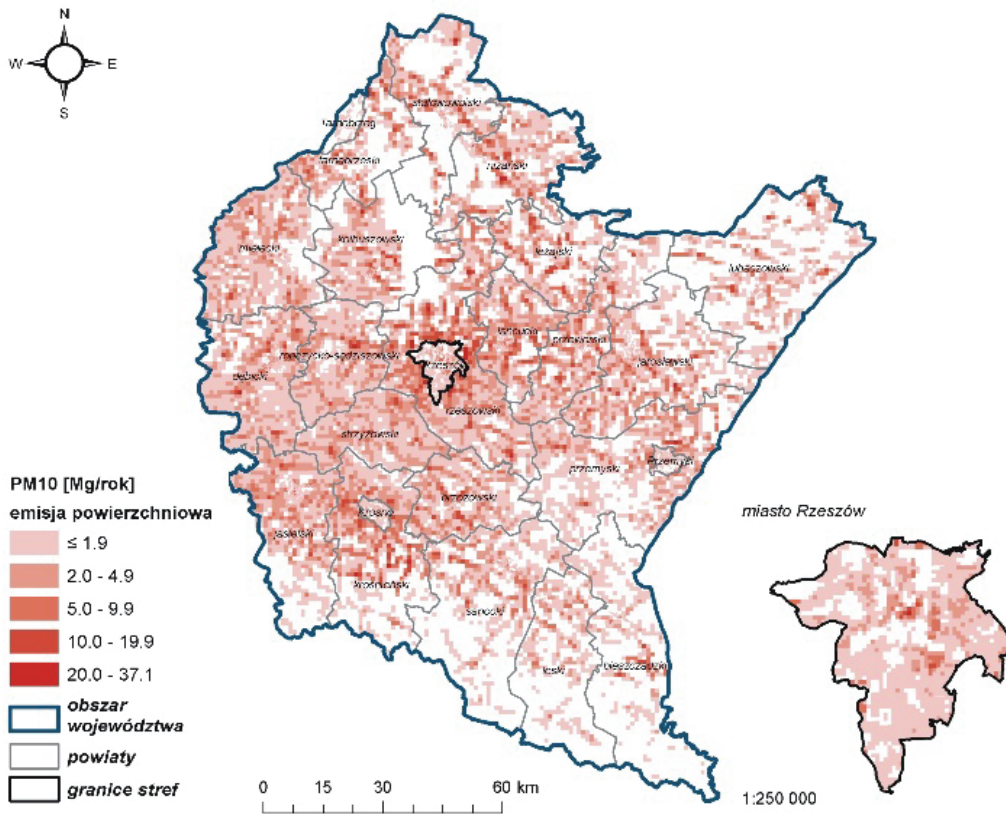 N
W E
S
stalowowolski
tarnobrzeg
tarnobrzeski
niżański
mielecki
kolbuszowski
leżajski
lubaczowski
łańcucki
przeworski
ropczycko-sędziszowski
jarosławski
dębicki
rzeszowski
strzyżowski
przemyski
Przemyśl
PM10 [Mg/rok]
emisja powierzchniowa
≤ 1.9
2.0 - 4.9
5.0 - 9.9
10.0 - 19.9
20.0 - 37.1
obszar
województwa
powiaty
granice stref
brzozowski
Krosno
jasielski
krośnieński
sanocki
leski
bieszczadzki
miasto Rzeszów
0 15 30 60 km
1:250 000